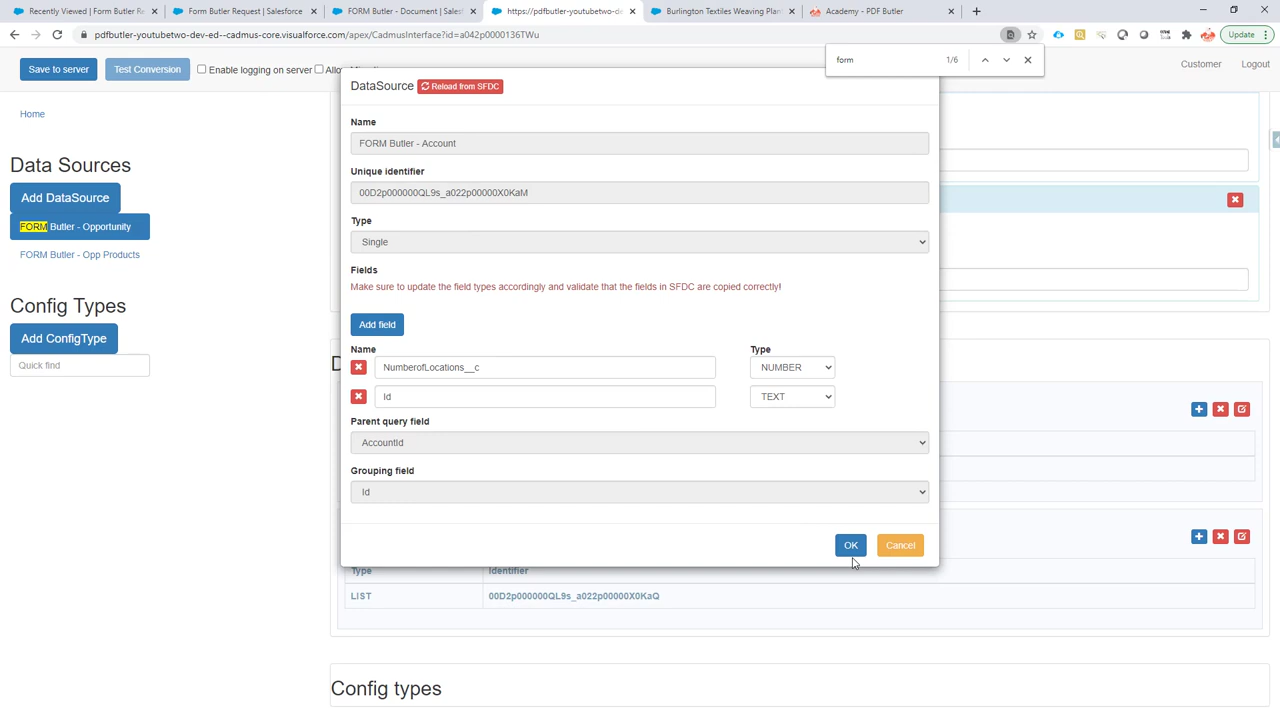 Recently Viewed | Form Butler Re
Form Butler Request | Salesforce
FORM Butler - Document | Salesf
https://pdfbutler-youtubetwo-de
Burlington Textiles Weaving Plan
Academy - PDF Butler
pdfbutler-youtubetwo-dev-ed--cadmus-core.visualforce.com/apex/CadmusInterface?id=a042p0000136TWu
Update
form 1/6
Save to server
Test Conversion
Enable logging on server
Customer
Logout
Home
Data Sources
Add DataSource
FORM Butler - Opportunity
FORM Butler - Opp Products
Config Types
Add ConfigType
Quick find
DataSource
Reload from SFDC
Name
FORM Butler - Account
Unique identifier
00D2p000000QL9s_a022p00000X0KaM
Type
Single
Fields
Make sure to update the field types accordingly and validate that the fields in SFDC are copied correctly!
Add field
Name Type
NumberofLocations__c NUMBER
Id TEXT
Parent query field
AccountId
Grouping field
Id
OK
Cancel
Type Identifier
LIST 00D2p000000QL9s_a022p00000X0KaQ
Config types